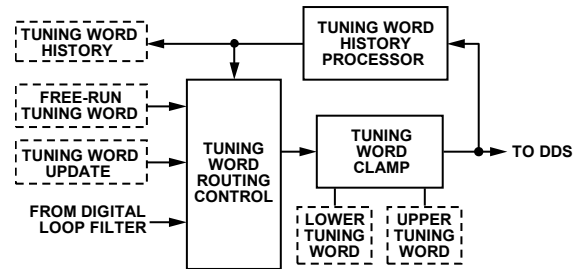 TUNING WORD
HISTORY
TUNING WORD
HISTORY
PROCESSOR
FREE-RUN
TUNING WORD
TUNING WORD
UPDATE
FROM DIGITAL
LOOP FILTER
TUNING
WORD
ROUTING
CONTROL
TUNING
WORD
CLAMP
TO DDS
LOWER
TUNING
WORD
UPPER
TUNING
WORD